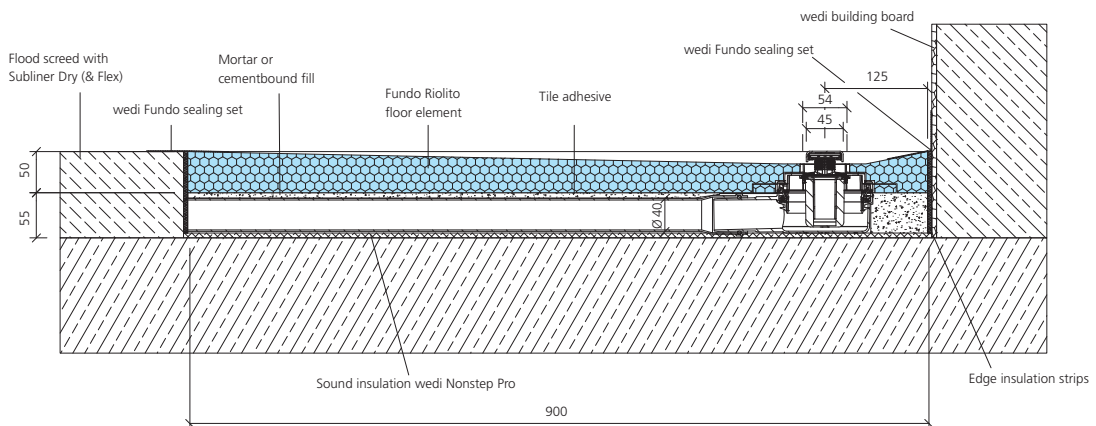 wedi building board
Flood screed with
Subliner Dry (& Flex)
Mortar or
cementbound fill
wedi Fundo sealing set
125
wedi Fundo sealing set
Fundo Riolito
floor element
Tile adhesive
54
45
50
55
Ø 40
Sound insulation wedi Nonstep Pro
Edge insulation strips
900